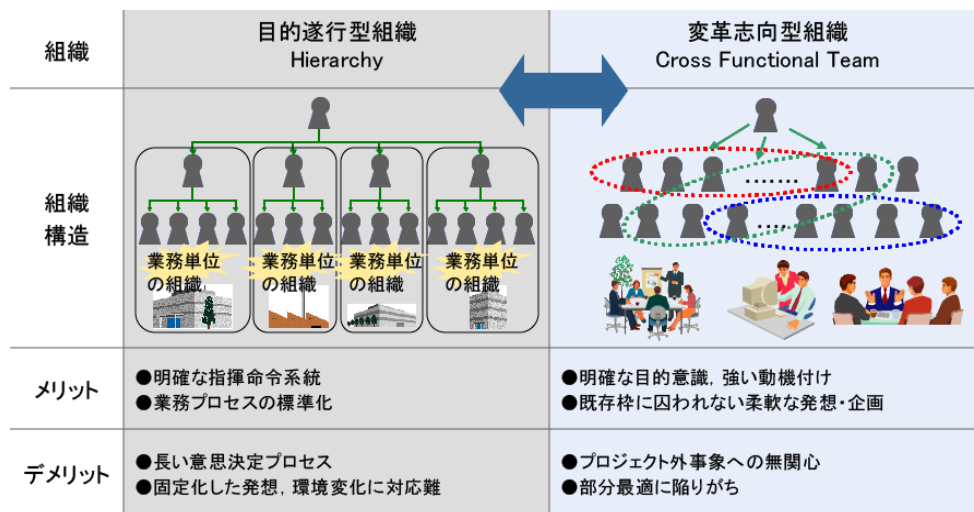 組織
目的遂行型組織
Hierarchy
変革志向型組織
Cross Functional Team
組織
構造
業務単位
の組織
業務単位
の組織
業務単位
の組織
業務単位
の組織
.......
....
メリット
●明確な指揮命令系統
●業務プロセスの標準化
●明確な目的意識，強い動機付け
●既存枠に囚われない柔軟な発想・企画
デメリット
●長い意思決定プロセス
●固定化した発想，環境変化に対応難
●プロジェクト外事象への無関心
●部分最適に陥りがち